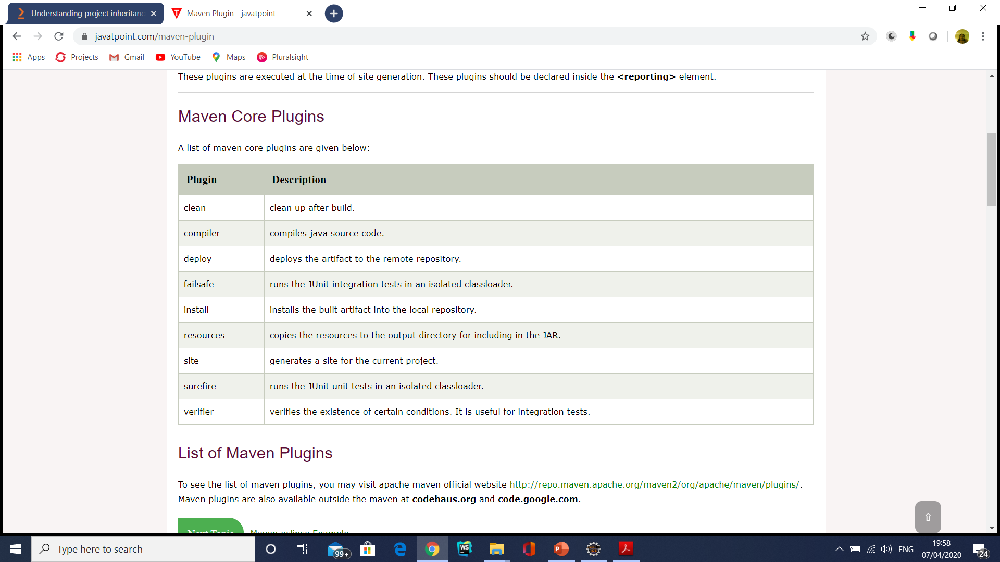 Understanding project inheritanc
Maven Plugin - javatpoint
javatpoint.com/maven-plugin
Apps
Projects
Gmail
YouTube
Maps
Pluralsight
These plugins are executed at the time of site generation. These plugins should be declared inside the <reporting> element.
Maven Core Plugins
A list of maven core plugins are given below:
Plugin Description
clean clean up after build.
compiler compiles java source code.
deploy deploys the artifact to the remote repository.
failsafe runs the JUnit integration tests in an isolated classloader.
install installs the built artifact into the local repository.
resources copies the resources to the output directory for including in the JAR.
site generates a site for the current project.
surefire runs the JUnit unit tests in an isolated classloader.
verifier verifies the existence of certain conditions. It is useful for integration tests.
List of Maven Plugins
To see the list of maven plugins, you may visit apache maven official website http://repo.maven.apache.org/maven2/org/apache/maven/plugins/.
Maven plugins are also available outside the maven at codehaus.org and code.google.com.
Next Topic Maven eclipse Example
Type here to search
99+
WS
P
ENG
19:58
07/04/2020
24